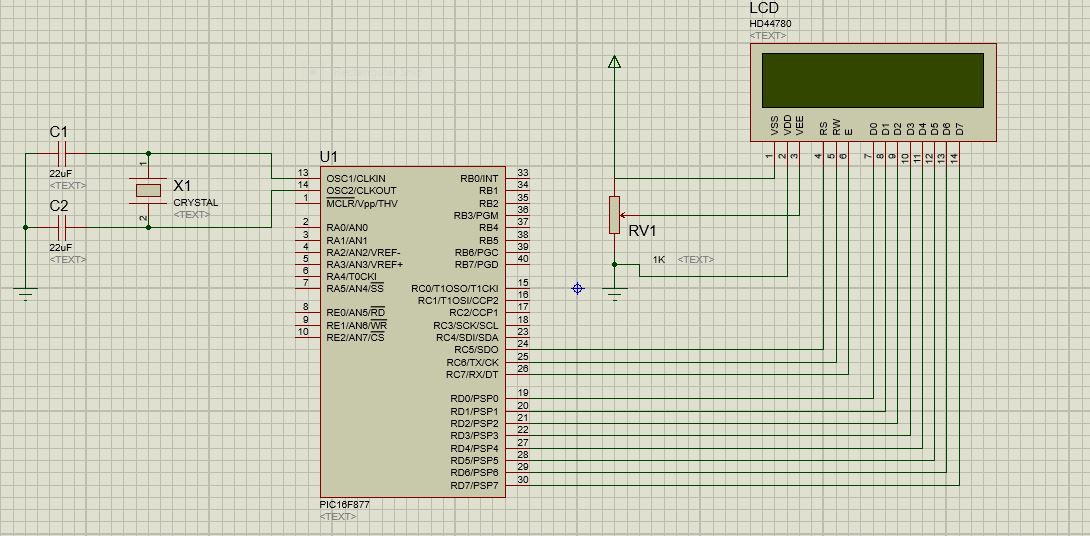 LCD
HD44780
<TEXT>
VSS
VDD
VEE
RS
RW
E
D0
D1
D2
D3
D4
D5
D6
D7
1
2
3
4
5
6
7
8
9
10
11
12
13
14
C1
22uF
<TEXT>
C2
22uF
<TEXT>
1
X1
CRYSTAL
<TEXT>
2
U1
13 OSC1/CLKIN RB0/INT 33
14 OSC2/CLKOUT RB1 34
1 MCLR/Vpp/THV RB2 35
RB3/PGM 36
2 RA0/AN0 RB4 37
3 RA1/AN1 RB5 38
4 RA2/AN2/VREF- RB6/PGC 39
5 RA3/AN3/VREF+ RB7/PGD 40
6 RA4/T0CKI
7 RA5/AN4/SS RC0/T1OSO/T1CKI 15
RC1/T1OSI/CCP2 16
8 RE0/AN5/RD RC2/CCP1 17
9 RE1/AN6/WR RC3/SCK/SCL 18
10 RE2/AN7/CS RC4/SDI/SDA 23
RC5/SDO 24
RC6/TX/CK 25
RC7/RX/DT 26
RD0/PSP0 19
RD1/PSP1 20
RD2/PSP2 21
RD3/PSP3 22
RD4/PSP4 27
RD5/PSP5 28
RD6/PSP6 29
RD7/PSP7 30
PIC16F877
<TEXT>
RV1
1K <TEXT>